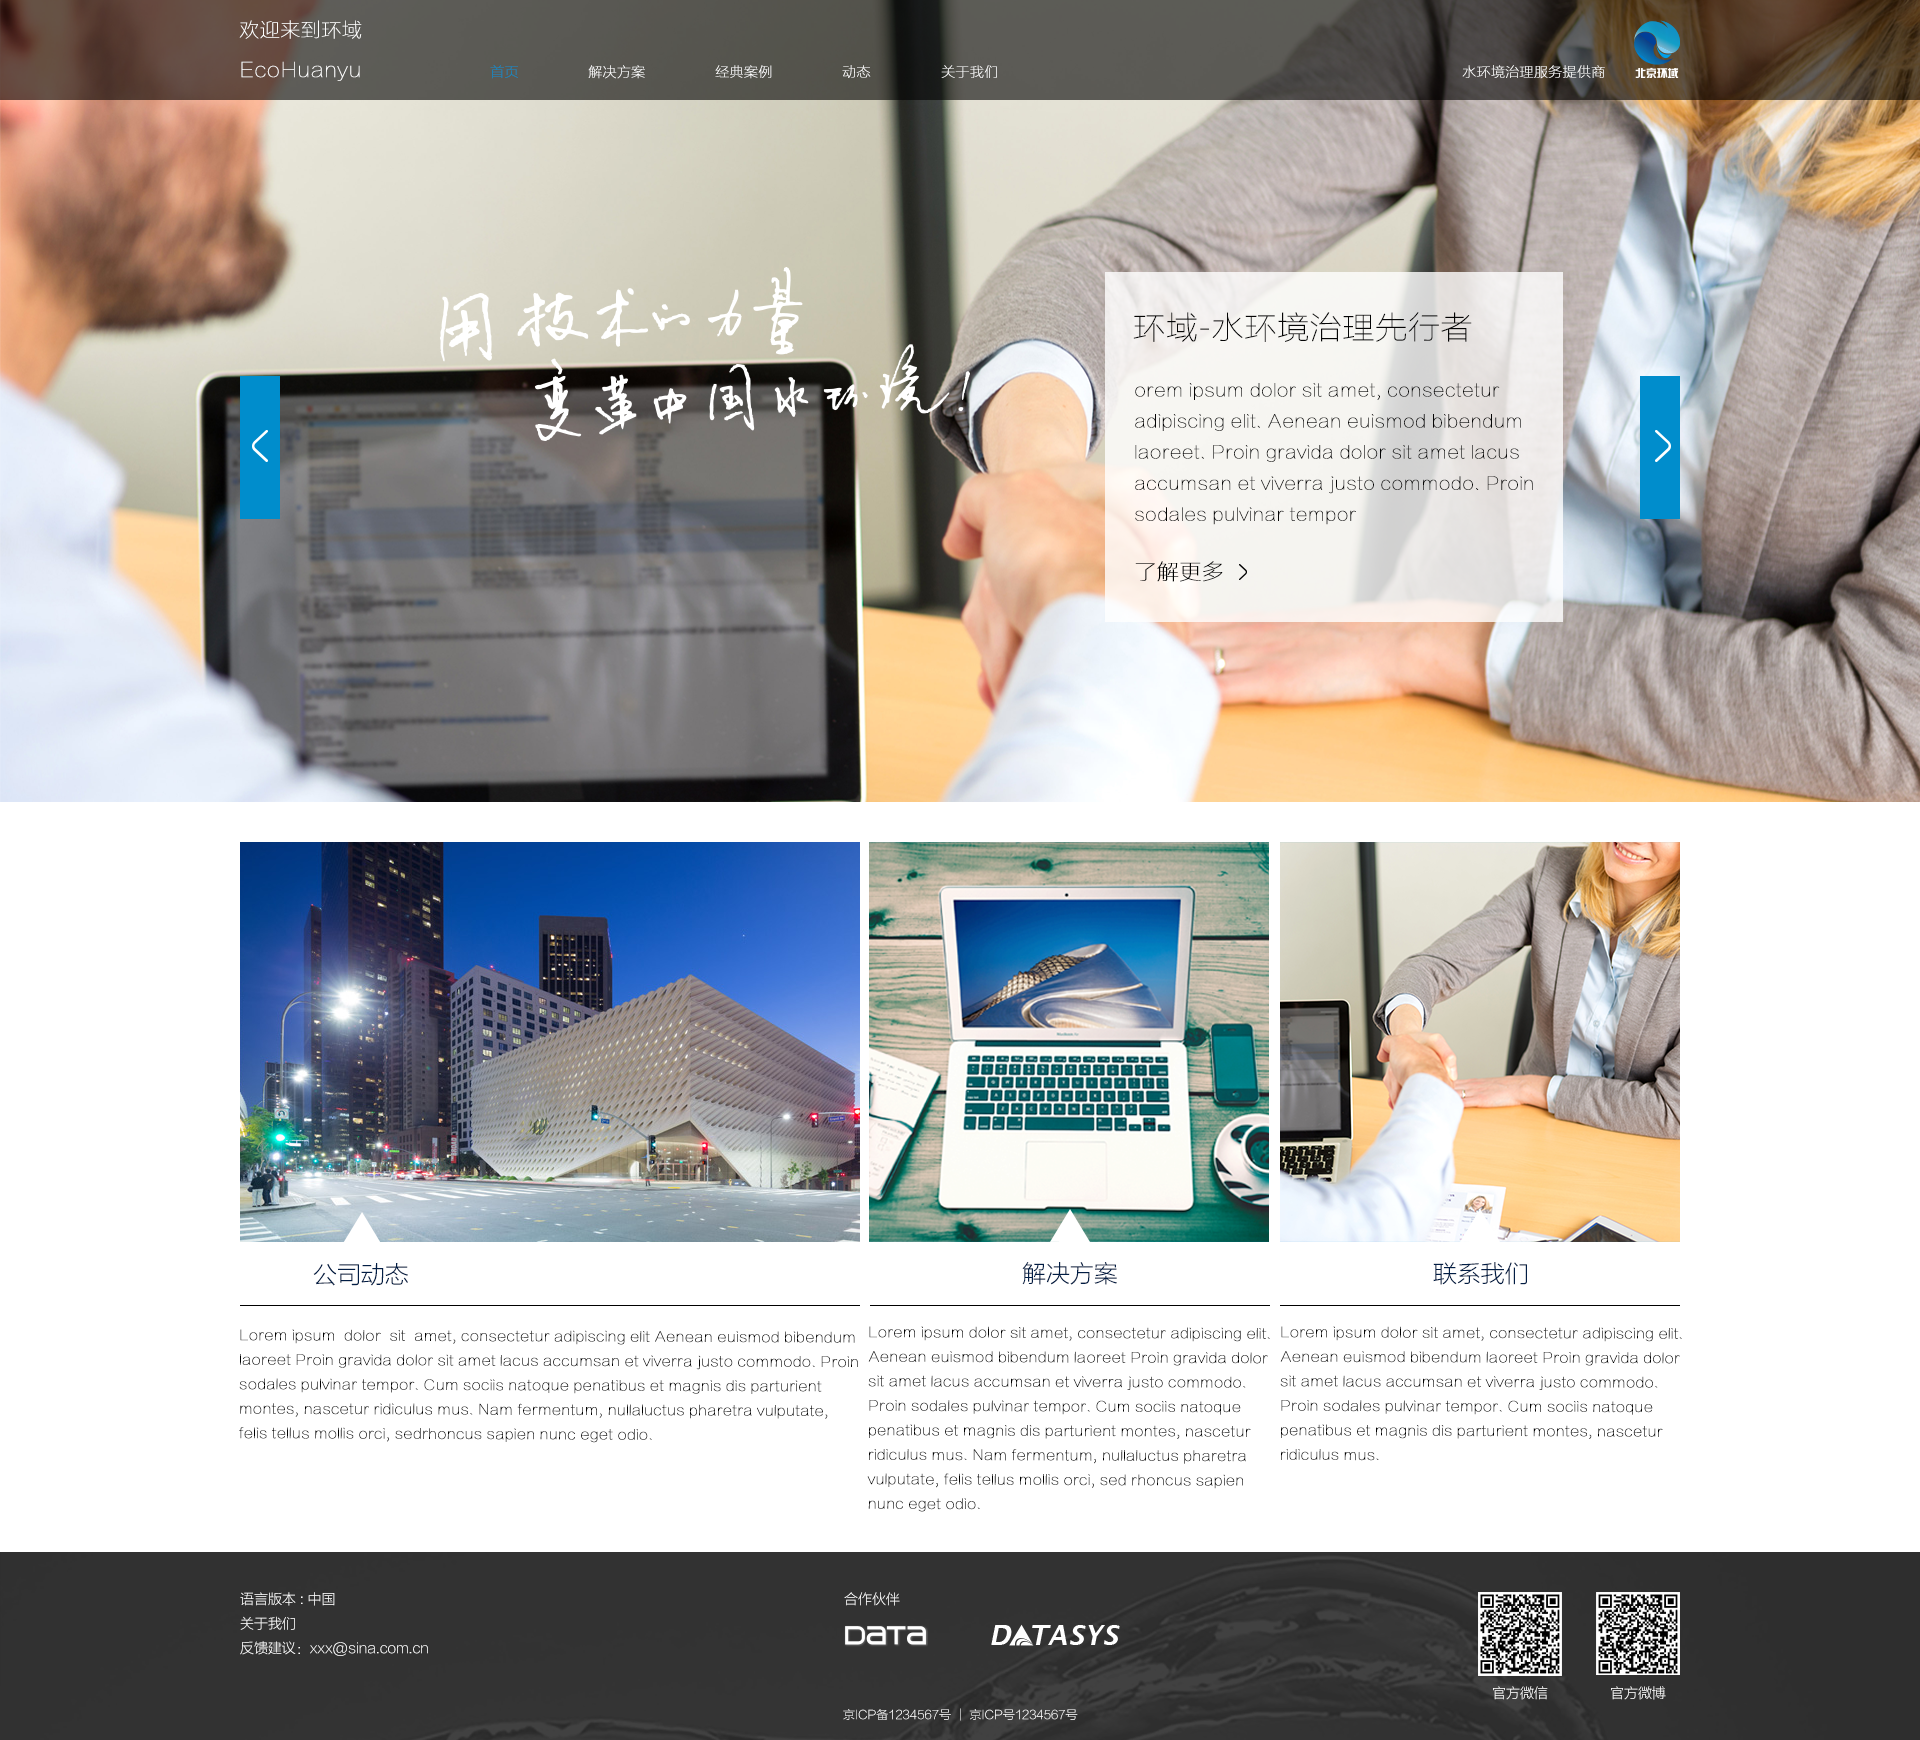 欢迎来到环域
EcoHuanyu
首页
解决方案
经典案例
动态
关于我们
水环境治理服务提供商
北京环域
用技术的力量
变革中国水环境!
环域-水环境治理先行者
orem ipsum dolor sit amet, consectetur
adipiscing elit. Aenean euismod bibendum
laoreet. Proin gravida dolor sit amet lacus
accumsan et viverra justo commodo. Proin
sodales pulvinar tempor
了解更多
公司动态
Lorem ipsum dolor sit amet, consectetur adipiscing elit Aenean euismod bibendum
laoreet Proin gravida dolor sit amet lacus accumsan et viverra justo commodo. Proin
sodales pulvinar tempor. Cum sociis natoque penatibus et magnis dis parturient
montes, nascetur ridiculus mus. Nam fermentum, nullaluctus pharetra vulputate,
felis tellus mollis orci, sedrhoncus sapien nunc eget odio.
解决方案
Lorem ipsum dolor sit amet, consectetur adipiscing elit.
Aenean euismod bibendum laoreet Proin gravida dolor
sit amet lacus accumsan et viverra justo commodo.
Proin sodales pulvinar tempor. Cum sociis natoque
penatibus et magnis dis parturient montes, nascetur
ridiculus mus. Nam fermentum, nullaluctus pharetra
vulputate, felis tellus mollis orci, sed rhoncus sapien
nunc eget odio.
联系我们
Lorem ipsum dolor sit amet, consectetur adipiscing elit.
Aenean euismod bibendum laoreet Proin gravida dolor
sit amet lacus accumsan et viverra justo commodo.
Proin sodales pulvinar tempor. Cum sociis natoque
penatibus et magnis dis parturient montes, nascetur
ridiculus mus.
语言版本 : 中国
关于我们
反馈建议：xxx@sina.com.cn
合作伙伴
DATA
DATASYS
京ICP备1234567号 | 京ICP号1234567号
官方微信
官方微博